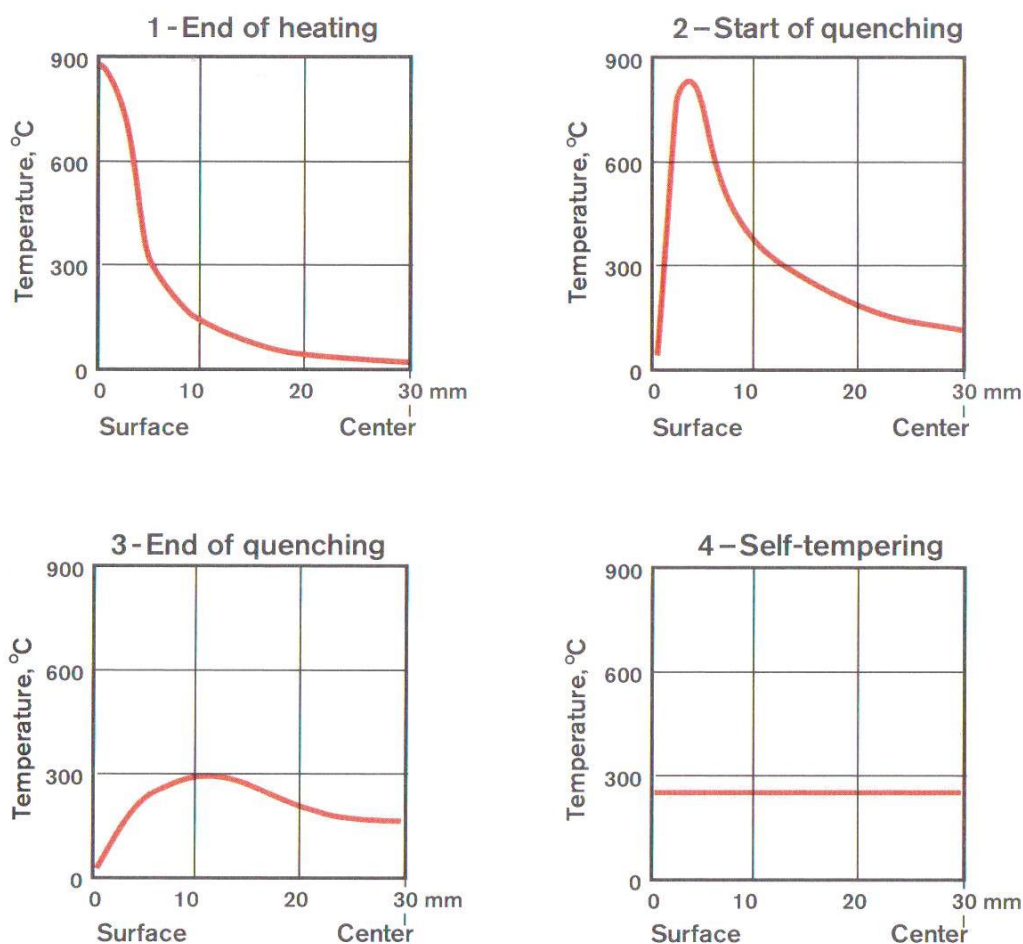 1-End of heating
900
600
300
0
Temperature, °C
0 10 20 30 mm
Surface Center
2–Start of quenching
900
600
300
0
Temperature, °C
0 10 20 30 mm
Surface Center
3-End of quenching
900
600
300
0
Temperature, °C
0 10 20 30 mm
Surface Center
4–Self-tempering
900
600
300
0
Temperature, °C
0 10 20 30 mm
Surface Center